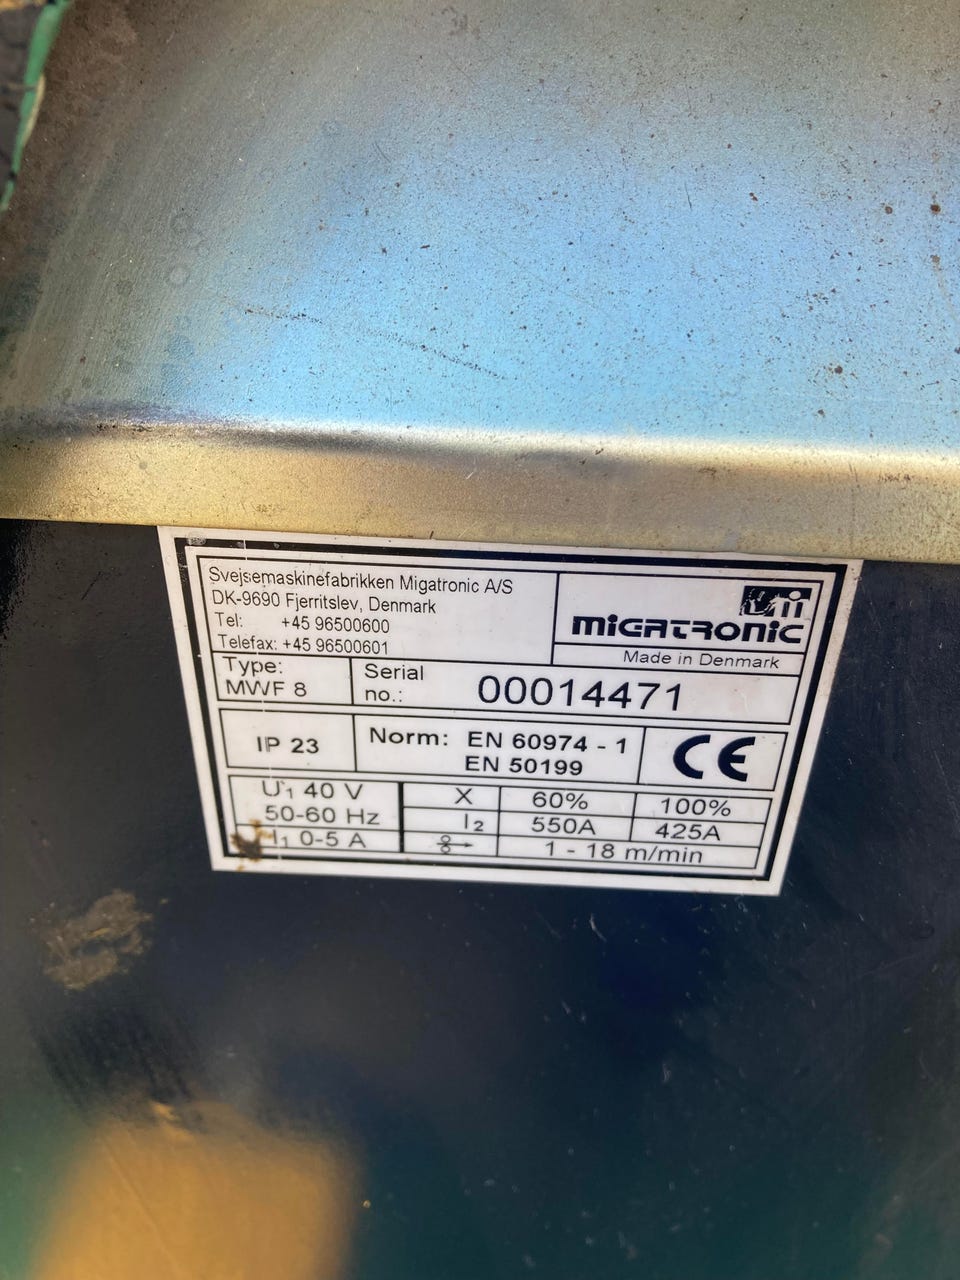 Svejsemaskinefabrikken Migatronic A/S
DK-9690 Fjerritslev, Denmark
Tel: +45 96500600
Telefax: +45 96500601
MIGATRONIC
Made in Denmark
Type:
MWF 8
Serial
no.: 00014471
IP 23
Norm: EN 60974 - 1
EN 50199
CE
U1 40 V
50-60 Hz
I1 0-5 A
X 60% 100%
I2 550A 425A
1 - 18 m/min